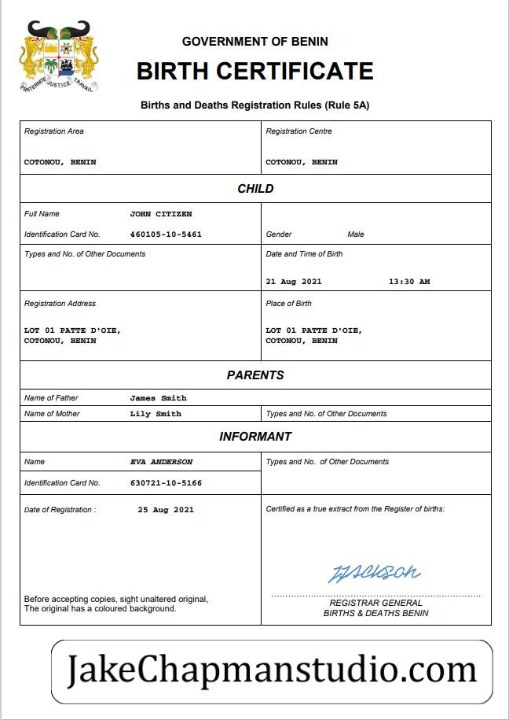 FRATERNITE JUSTICE TRAVAIL
GOVERNMENT OF BENIN
BIRTH CERTIFICATE
Births and Deaths Registration Rules (Rule 5A)
Registration Area
Registration Centre
COTONOU, BENIN
COTONOU, BENIN
CHILD
Full Name JOHN CITIZEN
Identification Card No. 460105-10-5461
Gender Male
Types and No. of Other Documents
Date and Time of Birth
21 Aug 2021 13:30 AM
Registration Address
Place of Birth
LOT 01 PATTE D'OIE,
COTONOU, BENIN
LOT 01 PATTE D'OIE,
COTONOU, BENIN
PARENTS
Name of Father James Smith
Name of Mother Lily Smith
Types and No. of Other Documents
INFORMANT
Name EVA ANDERSON
Types and No. of Other Documents
Identification Card No. 630721-10-5166
Date of Registration : 25 Aug 2021
Certified as a true extract from the Register of births:
Before accepting copies, sight unaltered original,
The original has a coloured background.
REGISTRAR GENERAL
BIRTHS & DEATHS BENIN
JakeChapmanstudio.com